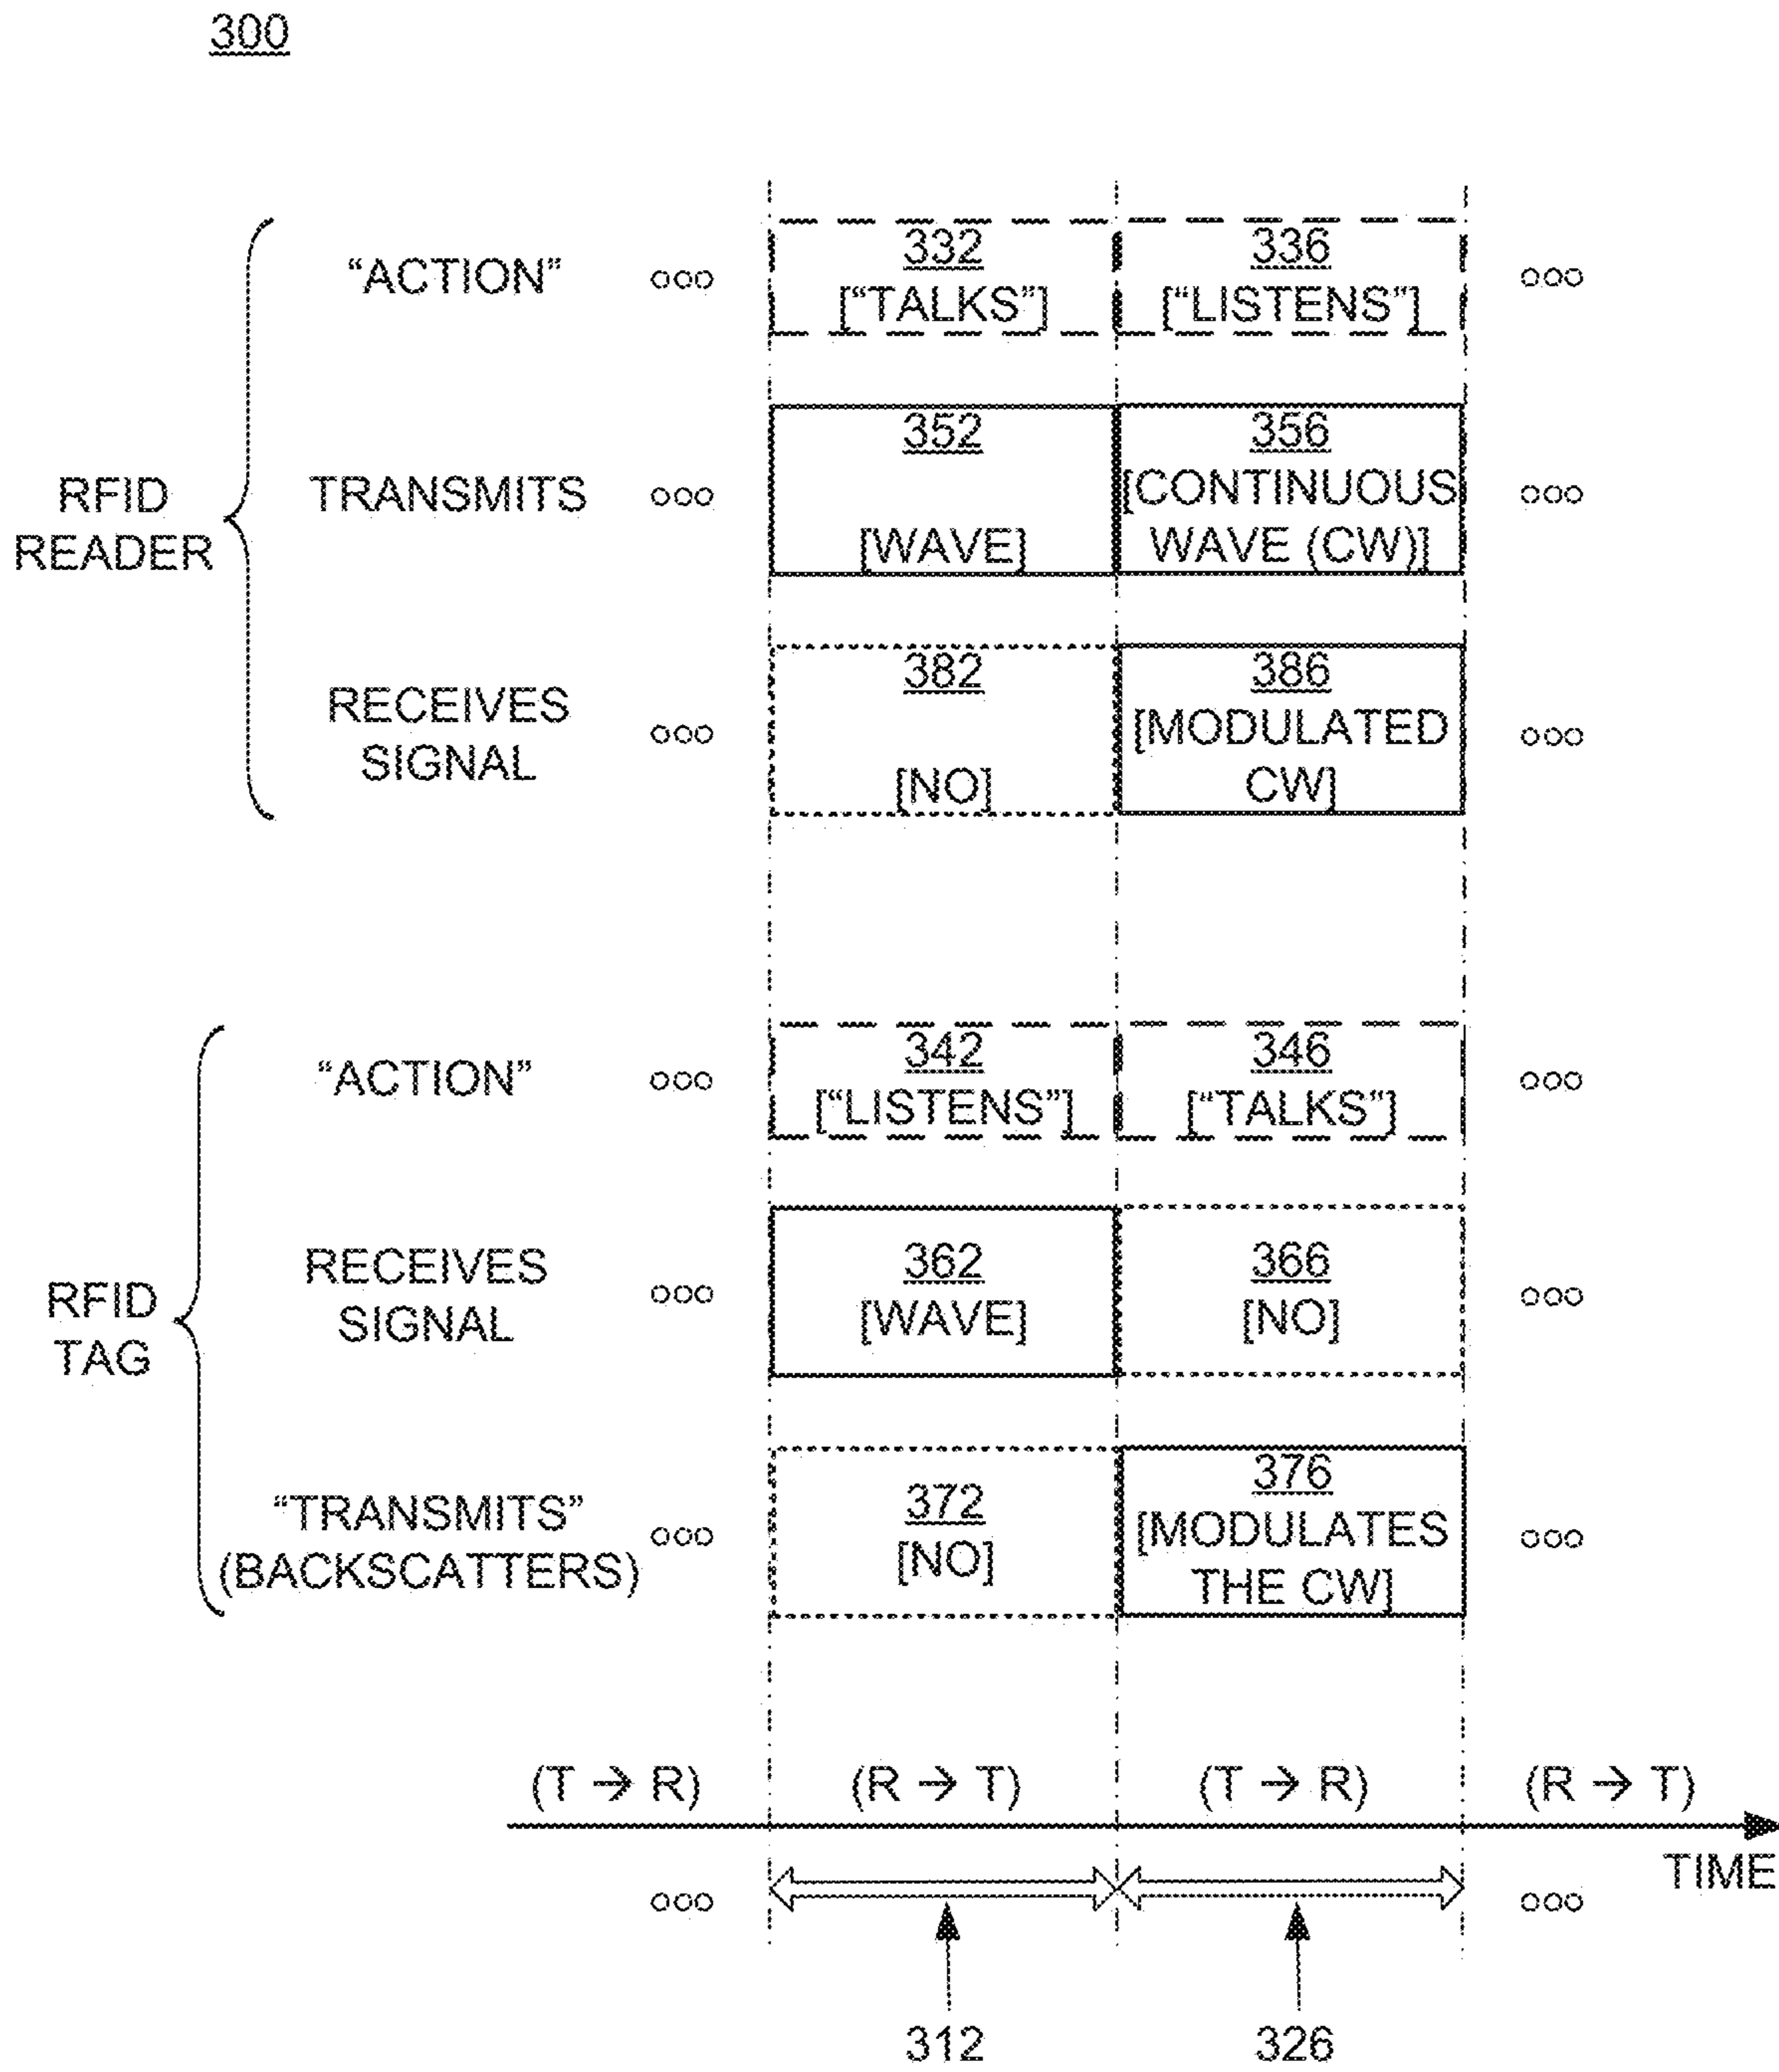 300
"ACTION"
ooo
332
336
["TALKS"]
["LISTENS"]
ooo
RFID
READER
TRANSMITS
ooo
352
[WAVE]
356
[CONTINUOUS
WAVE (CW)]
ooo
RECEIVES
SIGNAL
ooo
382
[NO]
386
[MODULATED
CW]
ooo
"ACTION"
ooo
342
["LISTENS"]
346
["TALKS"]
ooo
RFID
TAG
RECEIVES
SIGNAL
ooo
362
[WAVE]
366
[NO]
ooo
"TRANSMITS"
(BACKSCATTERS)
ooo
372
[NO]
376
[MODULATES
THE CW]
ooo
(T → R) (R → T) (T → R) (R → T)
TIME
ooo
ooo
312
326